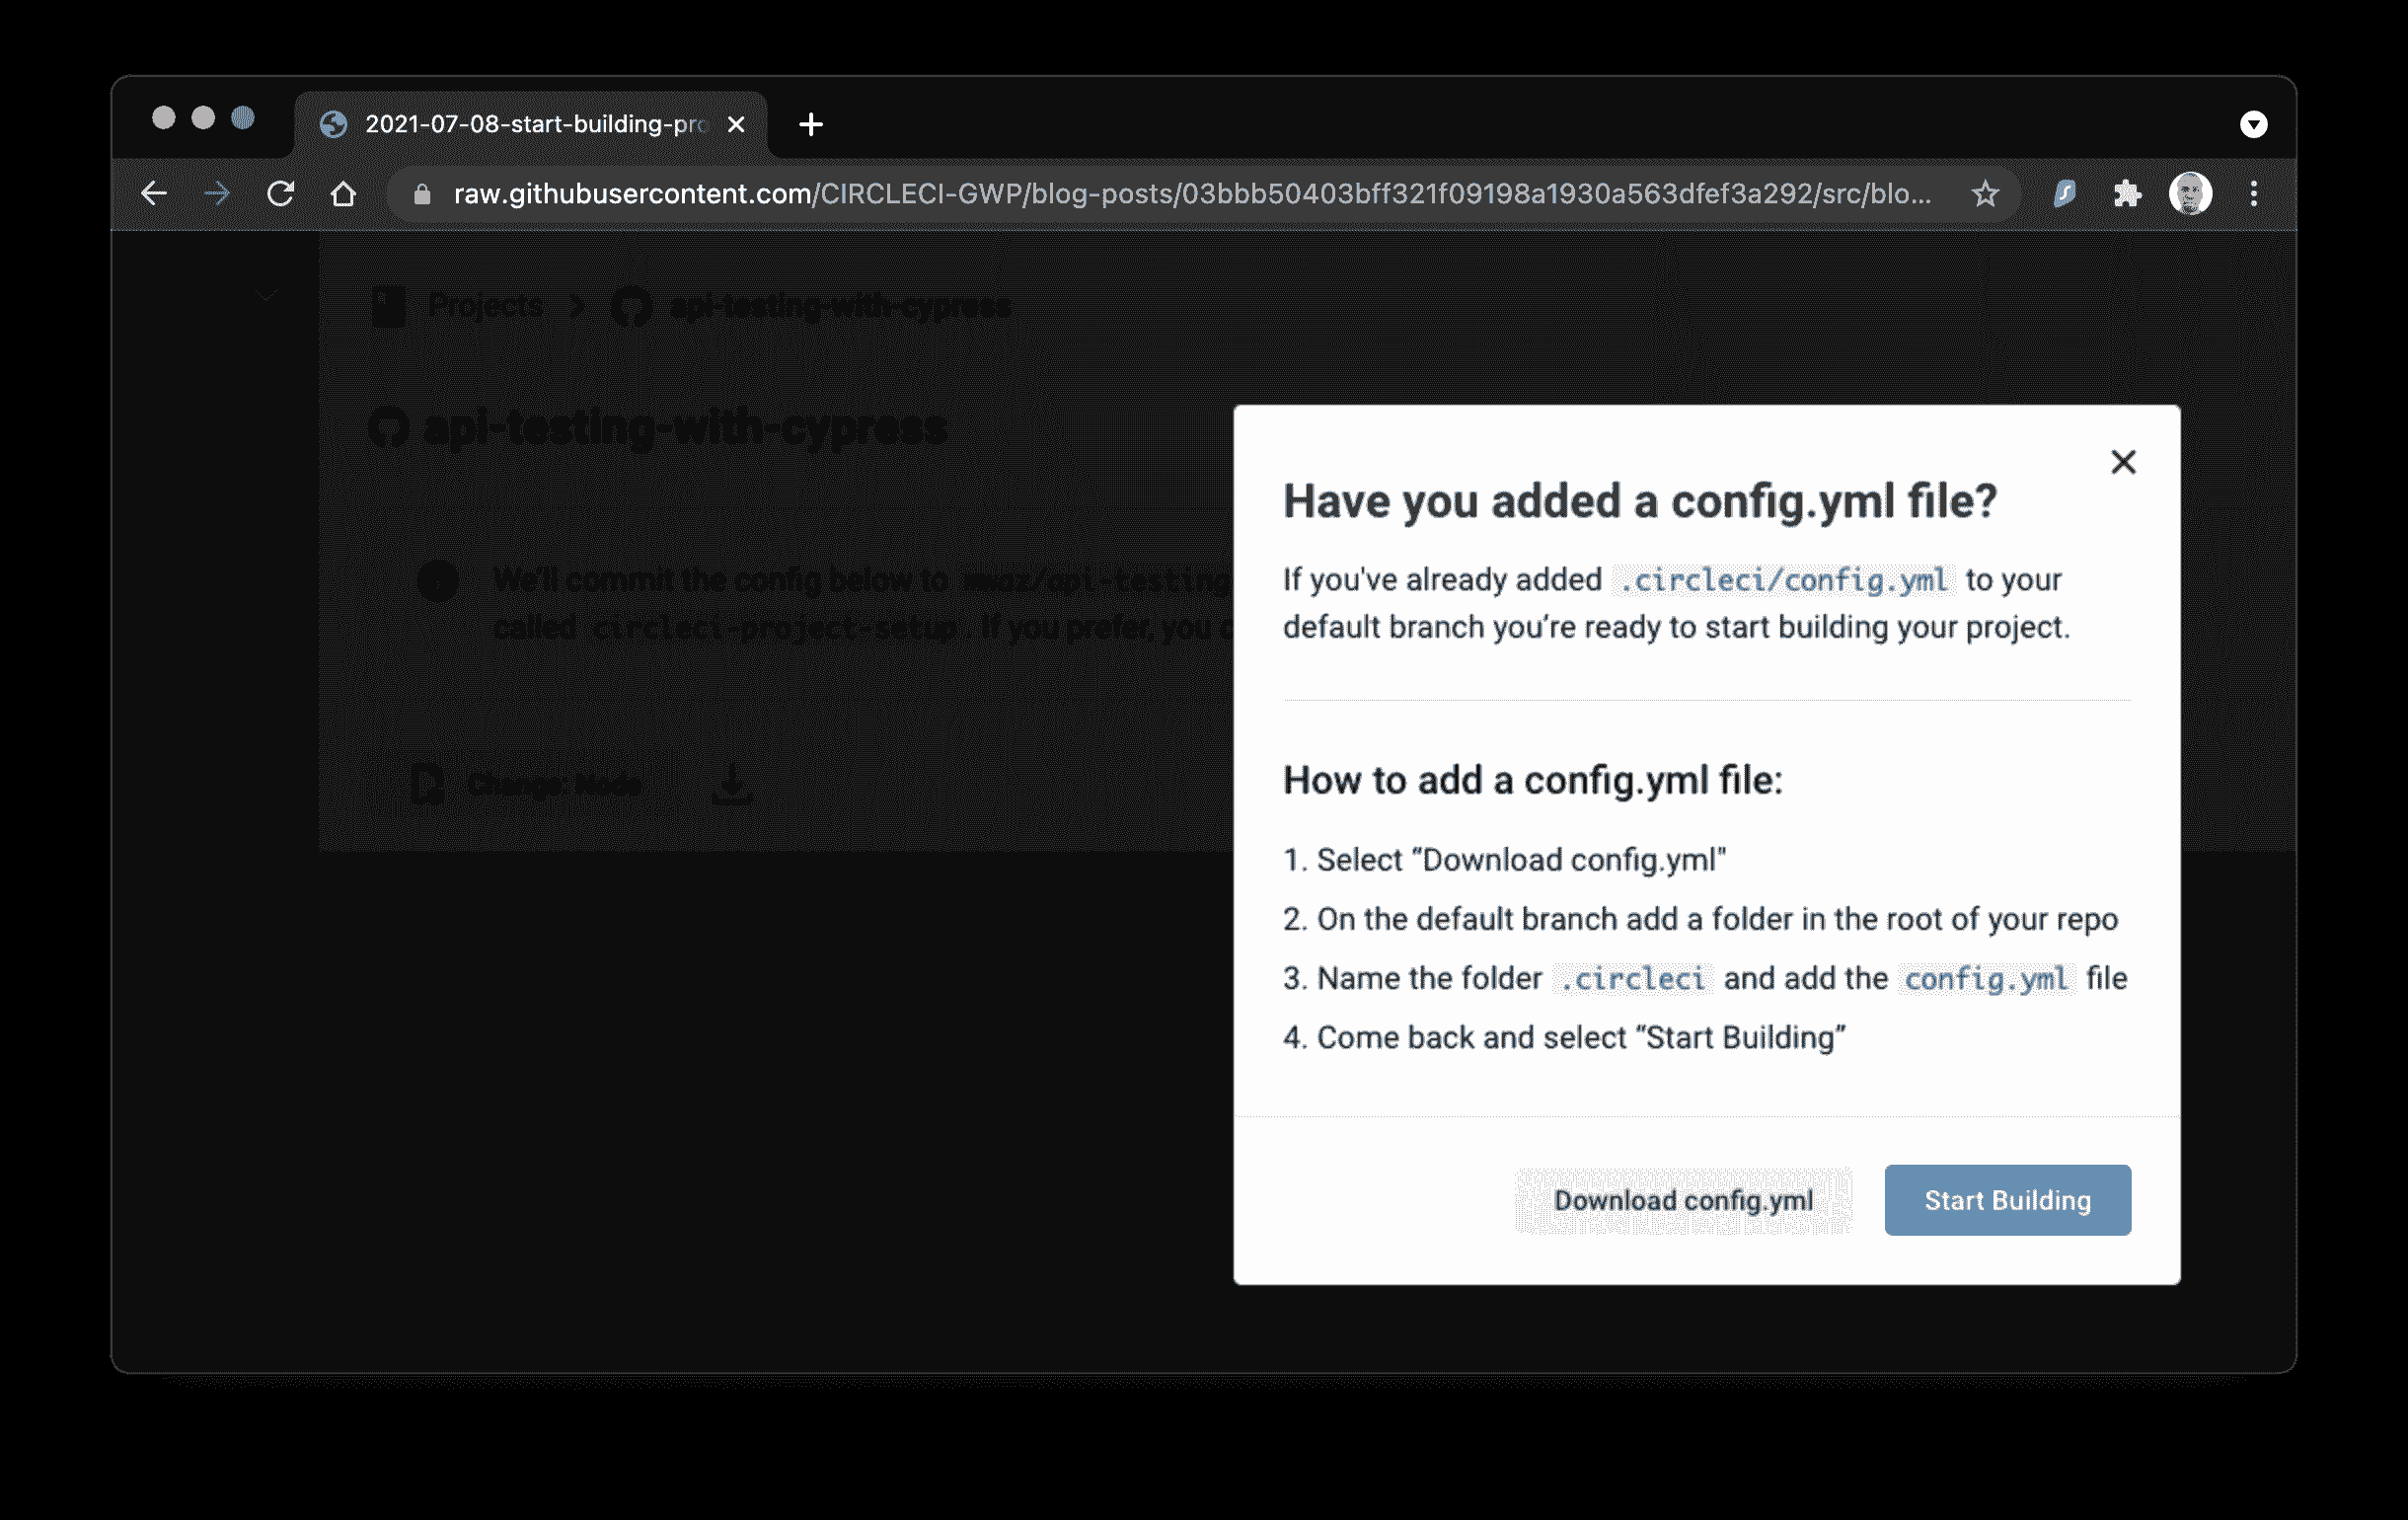 2021-07-08-start-building-pro
raw.githubusercontent.com/CIRCLECI-GWP/blog-posts/03bbb50403bff321f09198a1930a563dfef3a292/src/blo...
Projects > api-testing-with-cypress
api-testing-with-cypress
We'll commit the config below to mwaz/api-testing
called circleci-project-setup. If you prefer, you c
Change: Node
Have you added a config.yml file?
If you've already added .circleci/config.yml to your
default branch you’re ready to start building your project.
How to add a config.yml file:
1. Select “Download config.yml"
2. On the default branch add a folder in the root of your repo
3. Name the folder .circleci and add the config.yml file
4. Come back and select “Start Building”
Download config.yml
Start Building